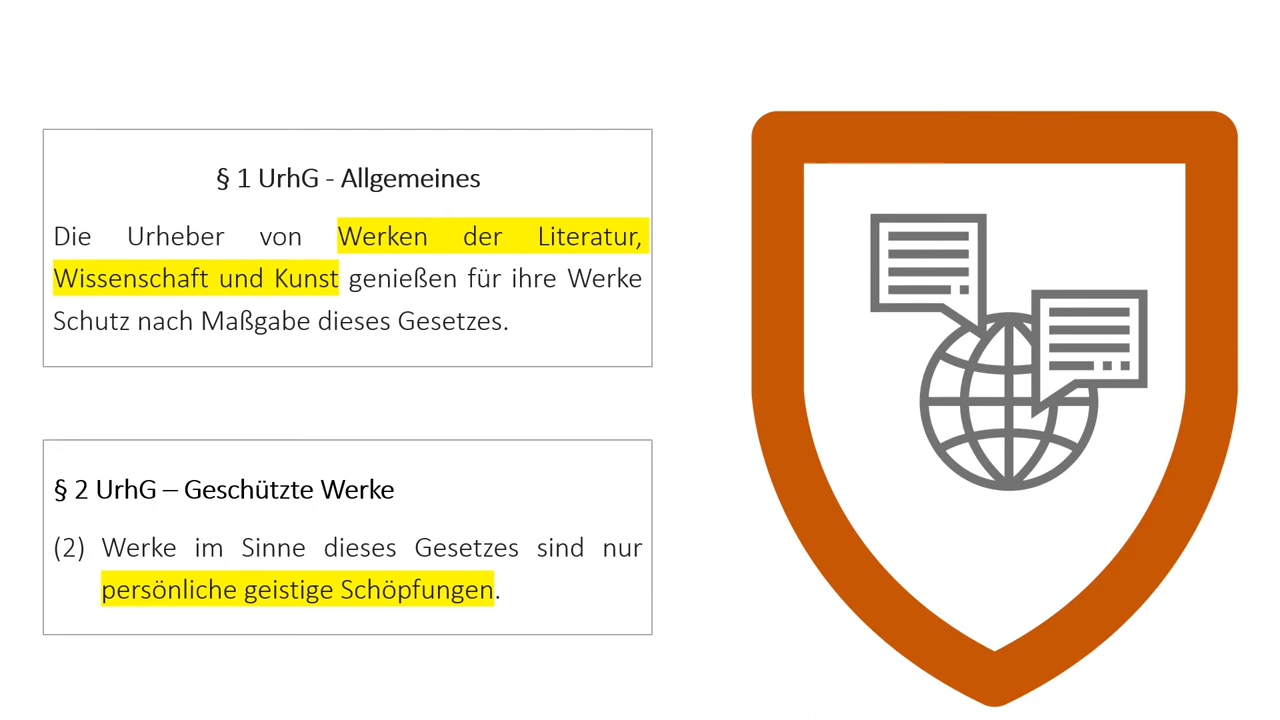 § 1 UrhG - Allgemeines
Die Urheber von Werken der Literatur,
Wissenschaft und Kunst genießen für ihre Werke
Schutz nach Maßgabe dieses Gesetzes.
§ 2 UrhG – Geschützte Werke
(2) Werke im Sinne dieses Gesetzes sind nur
persönliche geistige Schöpfungen.